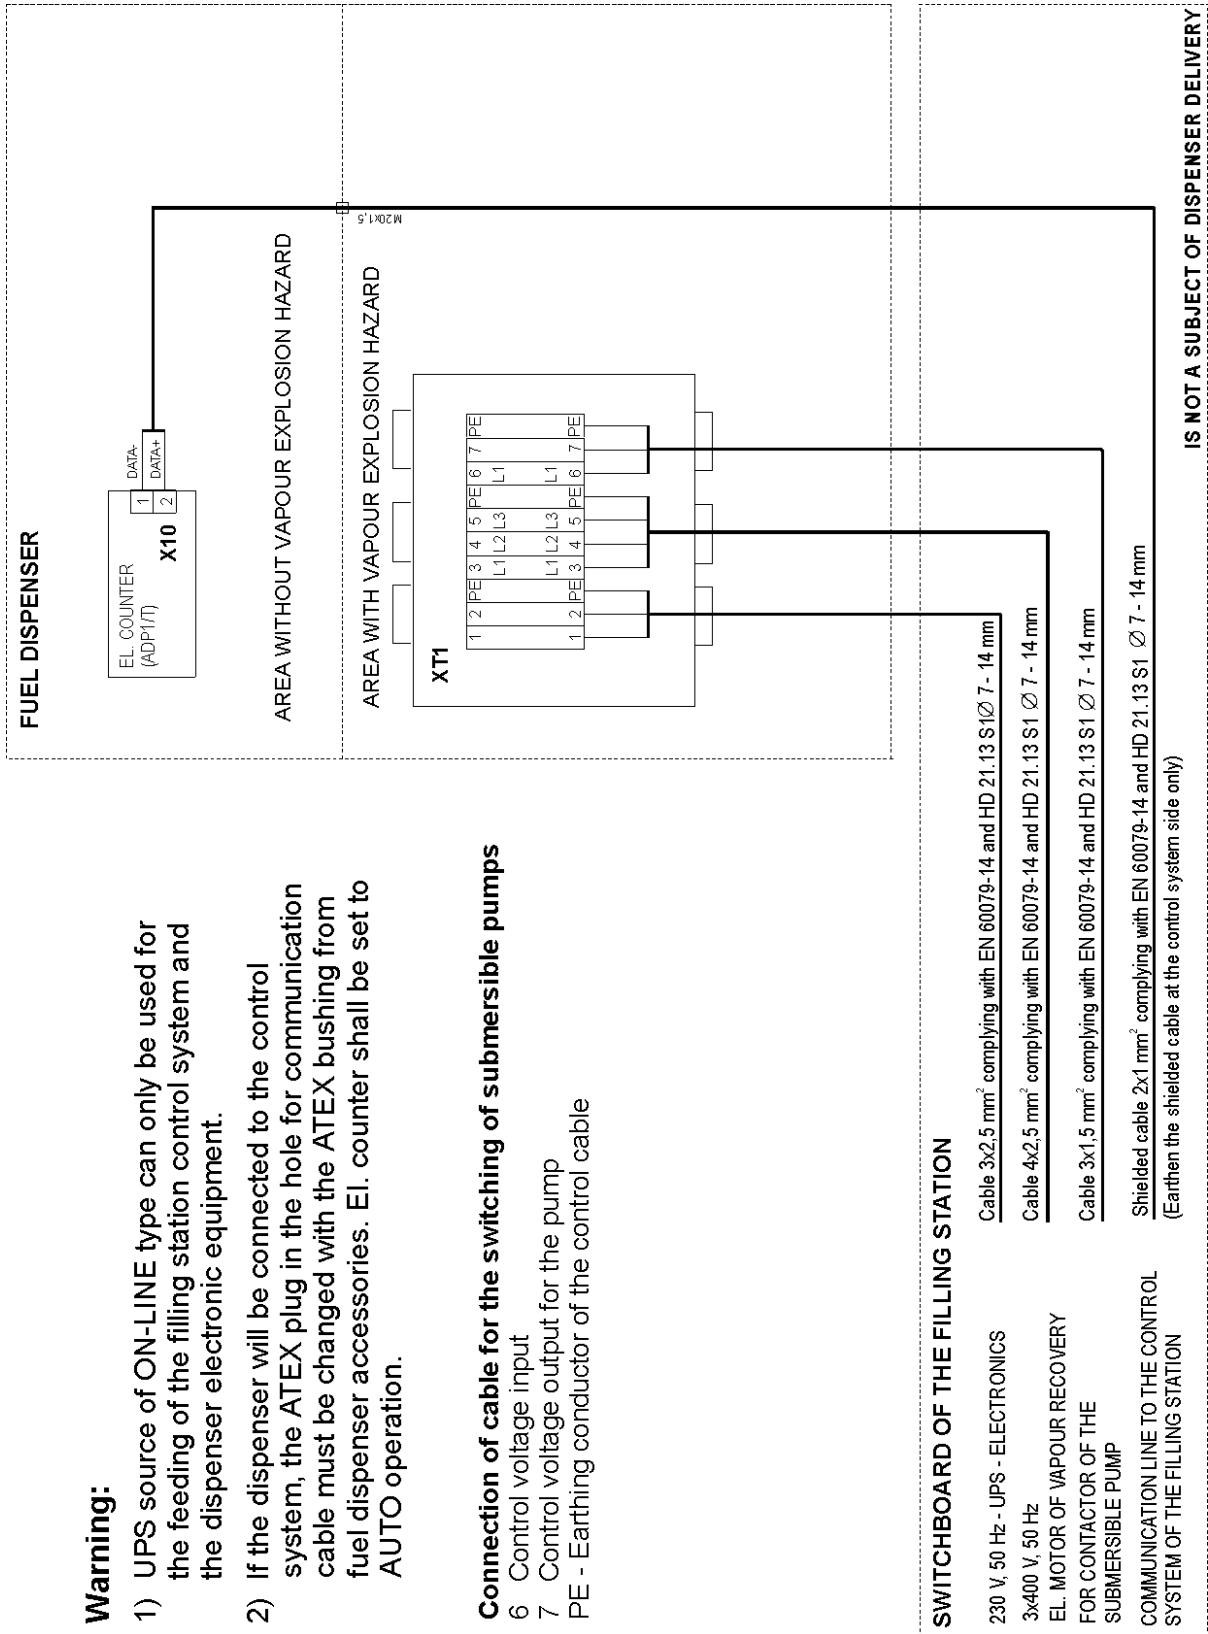 Warning:
1) UPS source of ON-LINE type can only be used for
the feeding of the filling station control system and
the dispenser electronic equipment.
2) If the dispenser will be connected to the control
system, the ATEX plug in the hole for communication
cable must be changed with the ATEX bushing from
fuel dispenser accessories. El. counter shall be set to
AUTO operation.
Connection of cable for the switching of submersible pumps
6 Control voltage input
7 Control voltage output for the pump
PE - Earthing conductor of the control cable
FUEL DISPENSER
EL. COUNTER
(ADP1/T)
X10
1
2
DATA-
DATA+
AREA WITHOUT VAPOUR EXPLOSION HAZARD
M20x1,5
AREA WITH VAPOUR EXPLOSION HAZARD
XT1
1 2 PE 3 4 5 PE 6 7 PE
L1 L2 L3 L1
L1 L2 L3 L1
1 2 PE 3 4 5 PE 6 7 PE
SWITCHBOARD OF THE FILLING STATION
230 V, 50 Hz - UPS - ELECTRONICS
Cable 3x2,5 mm² complying with EN 60079-14 and HD 21.13 S1∅ 7 - 14 mm
3x400 V, 50 Hz
EL. MOTOR OF VAPOUR RECOVERY
Cable 4x2,5 mm² complying with EN 60079-14 and HD 21.13 S1 ∅ 7 - 14 mm
FOR CONTACTOR OF THE
SUBMERSIBLE PUMP
Cable 3x1,5 mm² complying with EN 60079-14 and HD 21.13 S1 ∅ 7 - 14 mm
COMMUNICATION LINE TO THE CONTROL
SYSTEM OF THE FILLING STATION
Shielded cable 2x1 mm² complying with EN 60079-14 and HD 21.13 S1 ∅ 7 - 14 mm
(Earthen the shielded cable at the control system side only)
IS NOT A SUBJECT OF DISPENSER DELIVERY